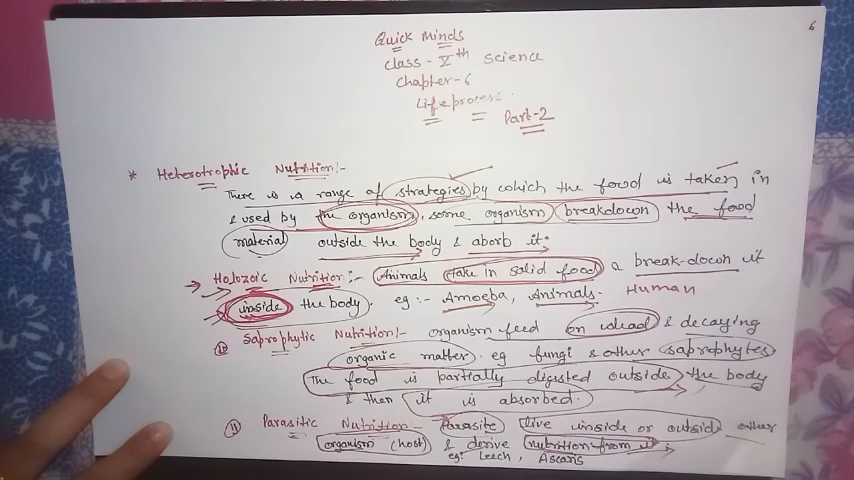 6
Quick Minds
Class - Xth Science
Chapter-6
Life process
Part-2
* Heterotrophic Nutrition:-
There is a range of strategies by which the food is taken in
& used by the organism, some organism breakdown the food
material outside the body & absorb it.
→ Holozoic Nutrition:- Animals take in solid food & break-down it
inside the body. eg:- Amoeba, Animals. Human
Saprophytic Nutrition:- organism feed on dead & decaying
organic matter. eg fungi & other saprophytes
The food is partially digested outside the body
& then it is absorbed.
Parasitic Nutrition:- Parasite live inside or outside other
organism (host) & derive nutrition from it
eg: Leech, Ascaris